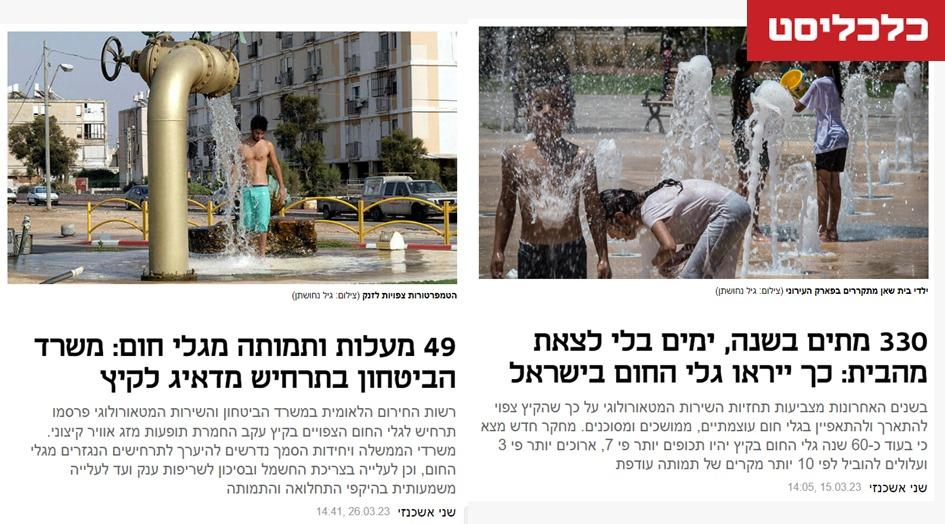 כלכליסט
ילדי בית שאן מתקררים בפארק העירוני (צילום: גיל נחושתן)
330 מתים בשנה, ימים בלי לצאת
מהבית: כך ייראו גלי החום בישראל
בשנים האחרונות מצביעות תחזיות השירות המטאורולוגי על כך שהקיץ צפוי
להתארך ולהתאפיין בגלי חום עוצמתיים, ממושכים ומסוכנים. מחקר חדש מצא
כי בעוד כ-60 שנה גלי החום בקיץ יהיו תכופים יותר פי 7, ארוכים יותר פי 3
ועלולים להוביל לפי 10 יותר מקרים של תמותה עודפת
שני אשכנזי 15.03.23, 14:05
הטמפרטורות צפויות לזנק (צילום: גיל נחושתן)
49 מעלות ותמותה מגלי חום: משרד
הביטחון בתרחיש מדאיג לקיץ
רשות החירום הלאומית במשרד הביטחון והשירות המטאורולוגי פרסמו
תרחיש לגלי החום הצפויים בקיץ עקב החמרת תופעות מזג אוויר קיצוני.
משרדי הממשלה ויחידות הסמך נדרשים להיערך לתרחישים הנגזרים מגלי
החום, וכן לעלייה בצריכת החשמל ובסיכון לשריפות ענק ועד לעלייה
משמעותית בהיקפי התחלואה והתמותה
שני אשכנזי 26.03.23, 14:41